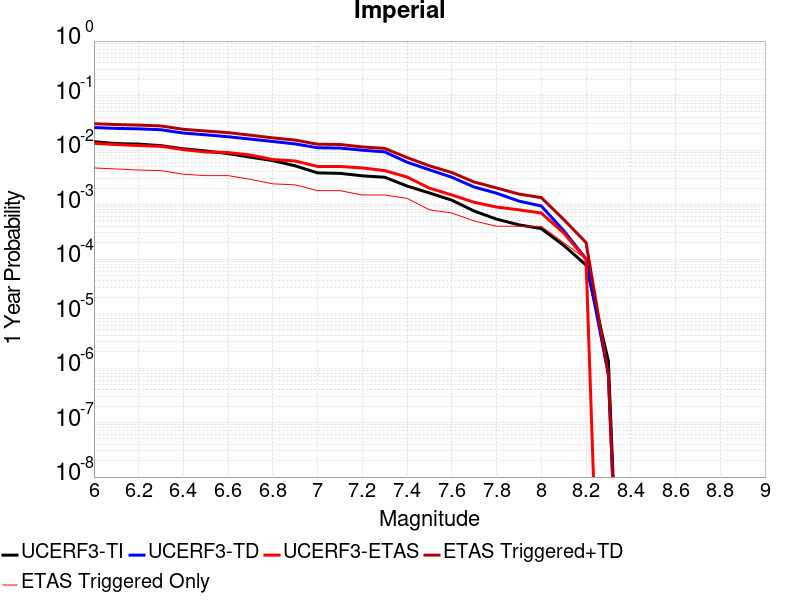 Imperial
10^0
10^-1
10^-2
10^-3
10^-4
10^-5
10^-6
10^-7
10^-8
1 Year Probability
6 6.2 6.4 6.6 6.8 7 7.2 7.4 7.6 7.8 8 8.2 8.4 8.6 8.8 9
Magnitude
UCERF3-TI UCERF3-TD UCERF3-ETAS ETAS Triggered+TD
ETAS Triggered Only